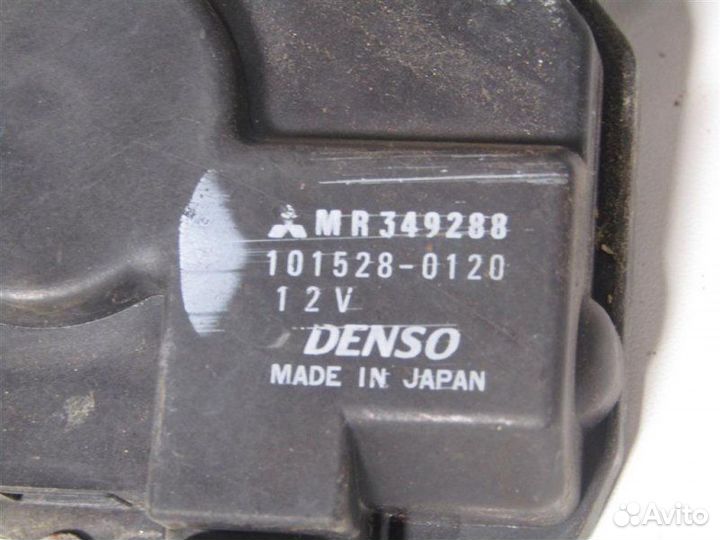 MR349288
101528-0120
12V
DENSO
MADE IN JAPAN
Avito